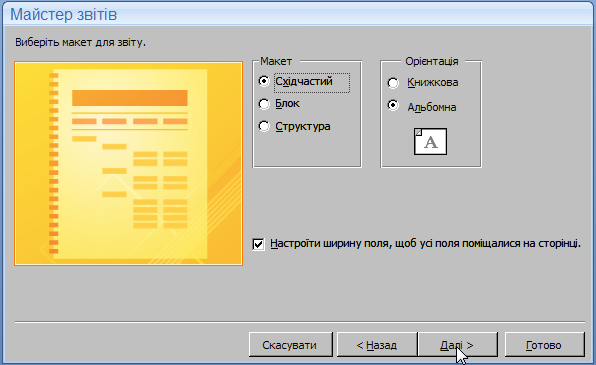 Майстер звітів
Виберіть макет для звіту.
Макет
Східчастий
Блок
Структура
Орієнтація
Книжкова
Альбомна
A
Настроїти ширину поля, щоб усі поля поміщалися на сторінці.
Скасувати
< Назад
Далі >
Готово